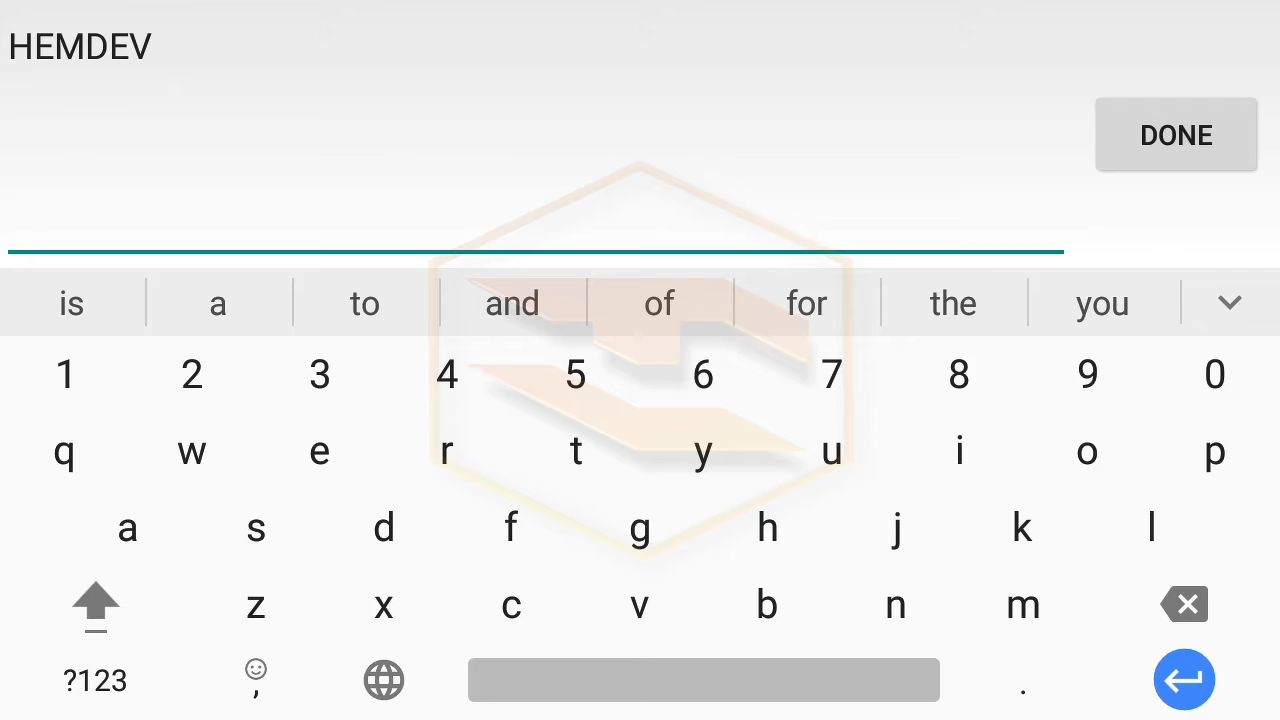 HEMDEV
DONE
is a to and of for the you
1 2 3 4 5 6 7 8 9 0
q w e r t y u i o p
a s d f g h j k l
z x c v b n m
?123 , .